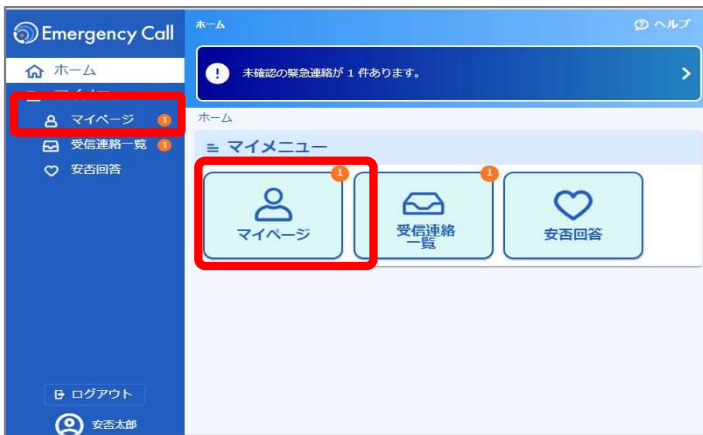 Emergency Call
ホーム
マイページ 1
受信連絡一覧 1
安否回答
ログアウト
安否太郎
ホーム
ヘルプ
! 未確認の緊急連絡が 1 件あります。
ホーム
マイメニュー
1
マイページ
1
受信連絡
一覧
安否回答